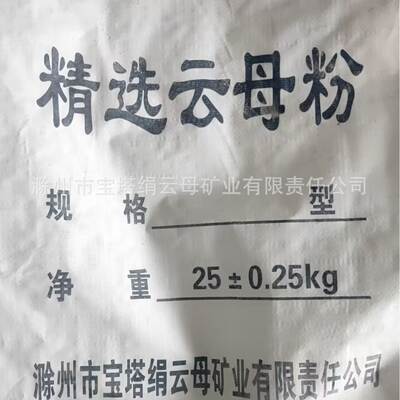 精选云母粉
滁州市宝塔绢云母矿业有限责任公司
规 格 型
净 重 25±0.25kg
滁州市宝塔绢云母矿业有限责任公司